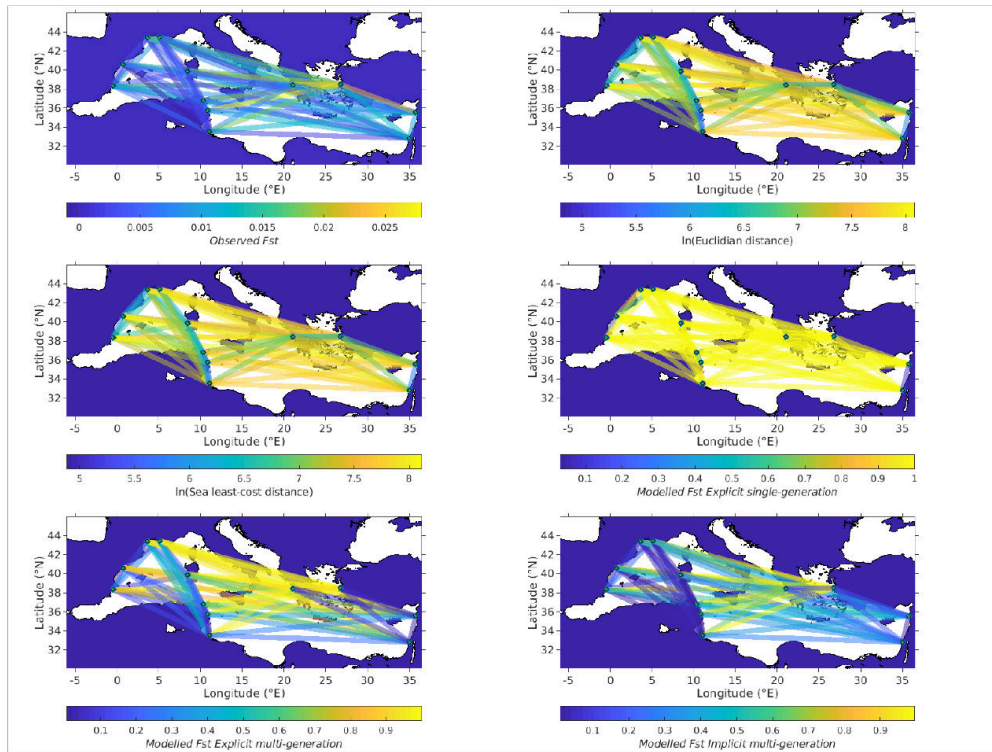 44
42
40
38
36
34
32
Latitude (°N)
-5 0 5 10 15 20 25 30 35
Longitude (°E)
0 0.005 0.01 0.015 0.02 0.025
Observed Fst
44
42
40
38
36
34
32
Latitude (°N)
-5 0 5 10 15 20 25 30 35
Longitude (°E)
5 5.5 6 6.5 7 7.5 8
ln(Euclidian distance)
44
42
40
38
36
34
32
Latitude (°N)
-5 0 5 10 15 20 25 30 35
Longitude (°E)
5 5.5 6 6.5 7 7.5 8
ln(Sea least-cost distance)
44
42
40
38
36
34
32
Latitude (°N)
-5 0 5 10 15 20 25 30 35
Longitude (°E)
0.1 0.2 0.3 0.4 0.5 0.6 0.7 0.8 0.9 1
Modelled Fst Explicit single-generation
44
42
40
38
36
34
32
Latitude (°N)
-5 0 5 10 15 20 25 30 35
Longitude (°E)
0.1 0.2 0.3 0.4 0.5 0.6 0.7 0.8 0.9
Modelled Fst Explicit multi-generation
44
42
40
38
36
34
32
Latitude (°N)
-5 0 5 10 15 20 25 30 35
Longitude (°E)
0.1 0.2 0.3 0.4 0.5 0.6 0.7 0.8 0.9
Modelled Fst Implicit multi-generation